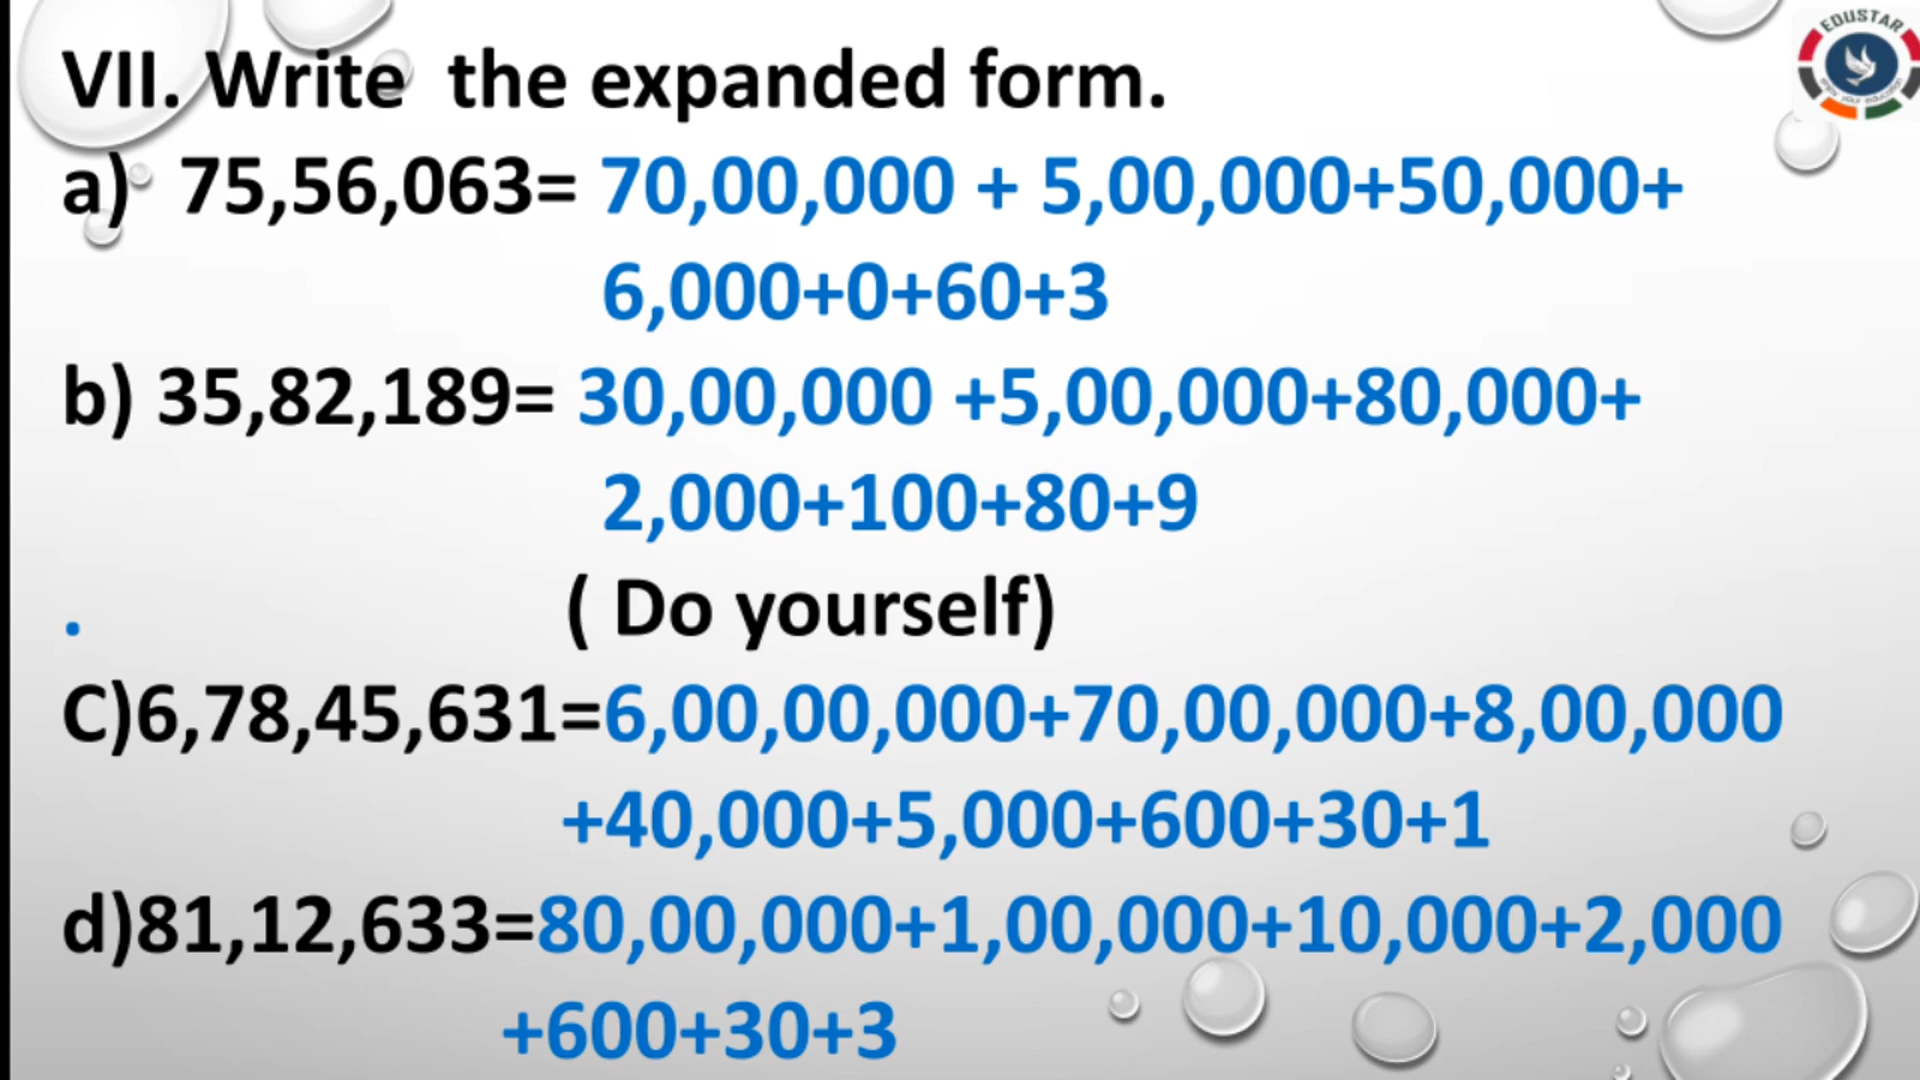 VII. Write the expanded form.
EDUSTAR
a) 75,56,063= 70,00,000 + 5,00,000+50,000+
6,000+0+60+3
b) 35,82,189= 30,00,000 +5,00,000+80,000+
2,000+100+80+9
. ( Do yourself)
C)6,78,45,631=6,00,00,000+70,00,000+8,00,000
+40,000+5,000+600+30+1
d)81,12,633=80,00,000+1,00,000+10,000+2,000
+600+30+3